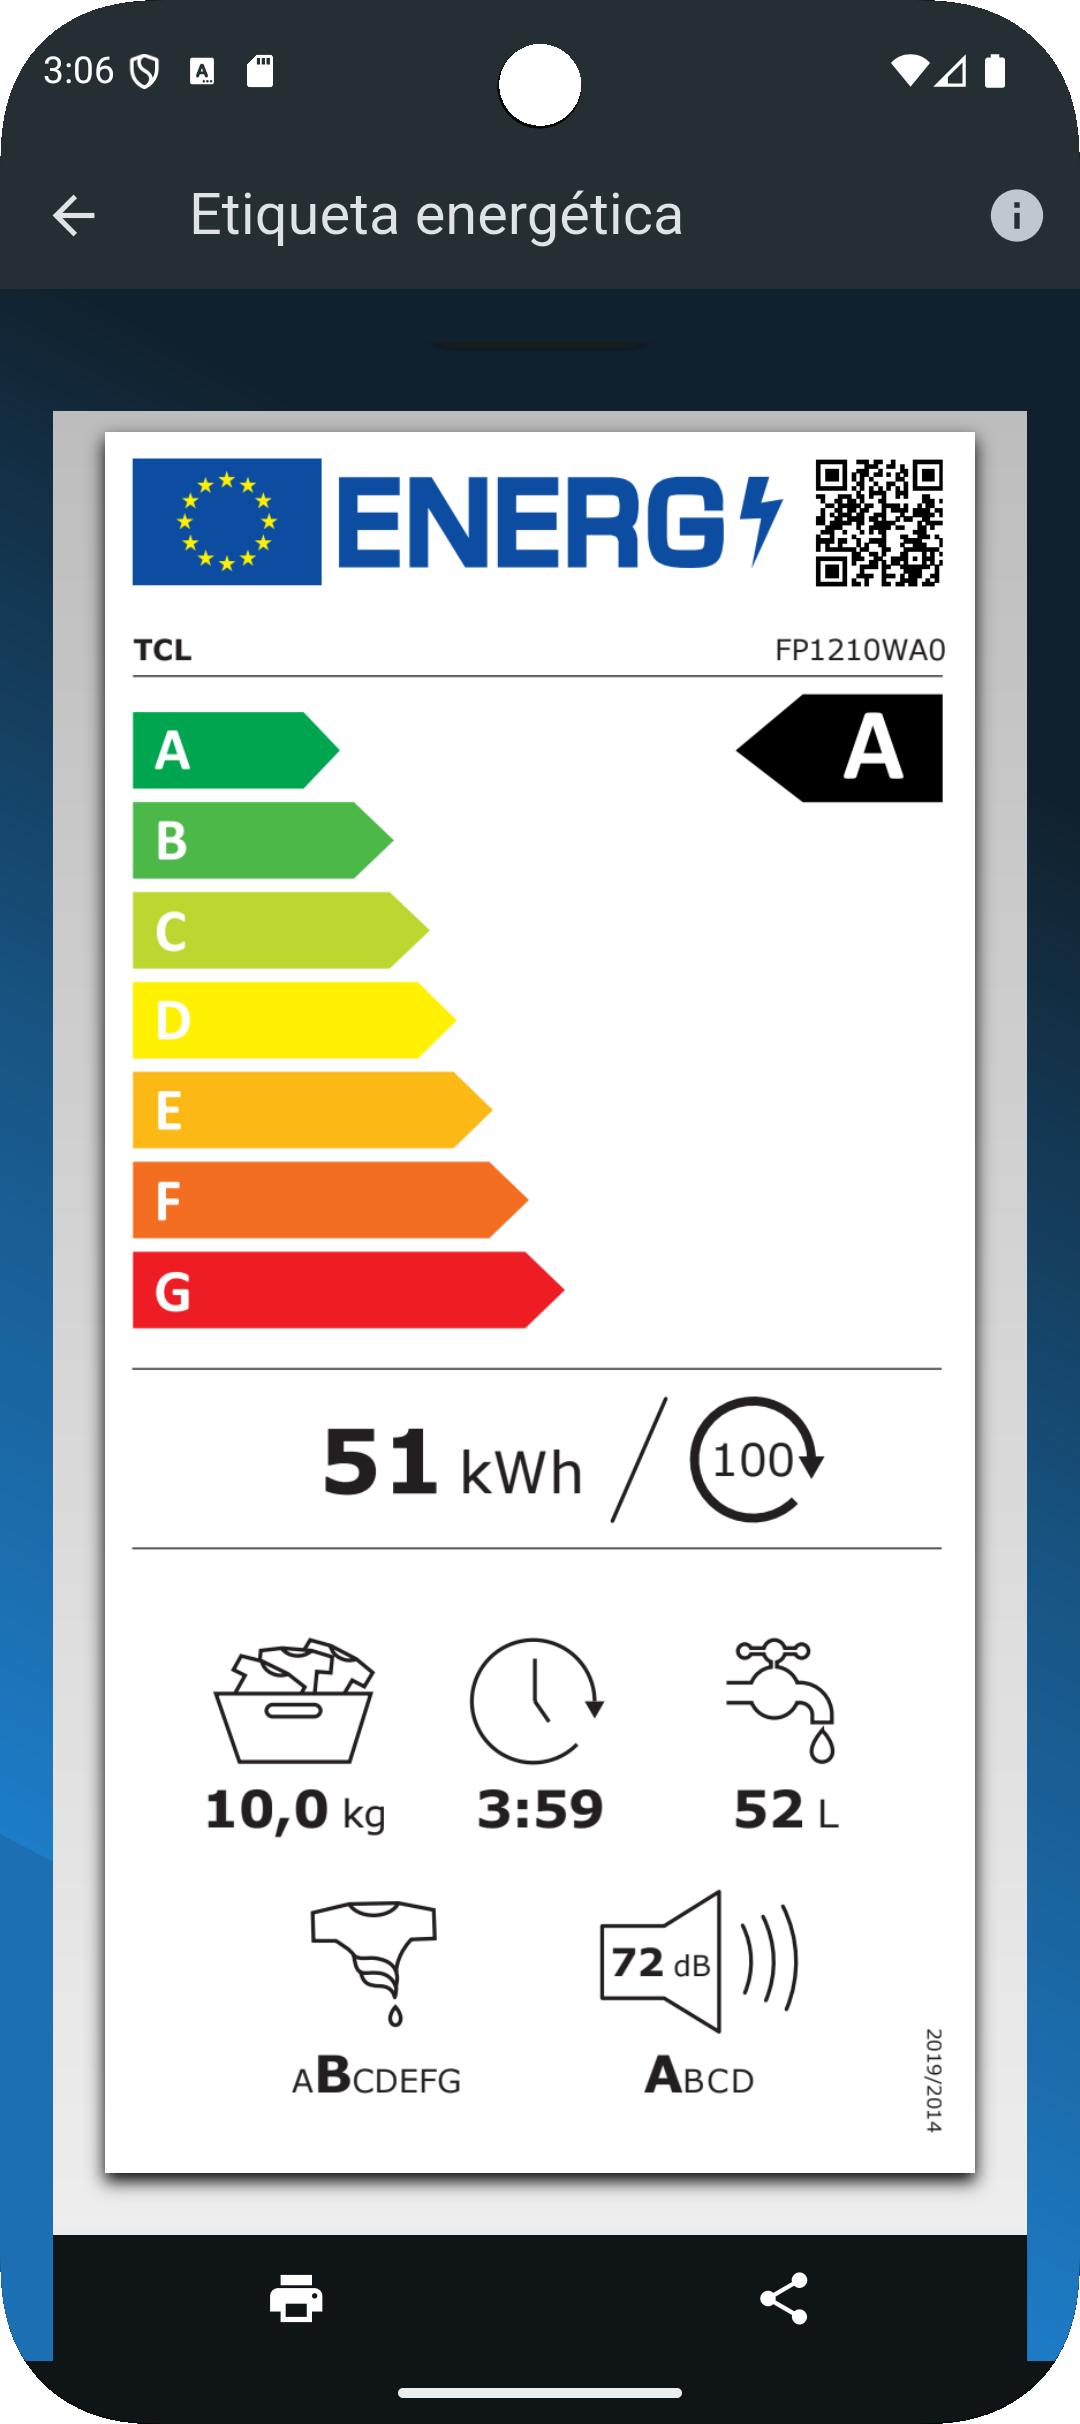 3:06
Etiqueta energética
ENERG
TCL FP1210WA0
A A
B
C
D
E
F
G
51 kWh / 100
10,0 kg 3:59 52 L
72 dB
ABCDEFG ABCD
2019/2014